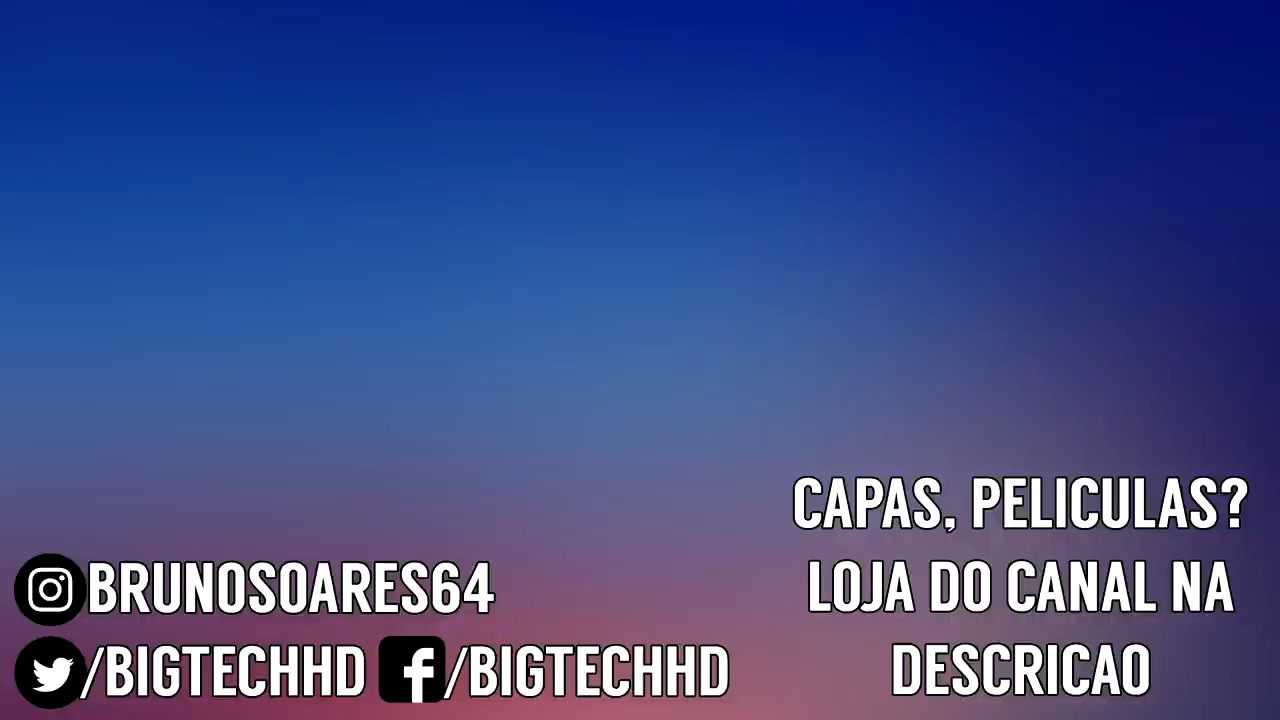 CAPAS, PELICULAS?
LOJA DO CANAL NA
DESCRICAO
BRUNOSOARES64
/BIGTECHHD /BIGTECHHD